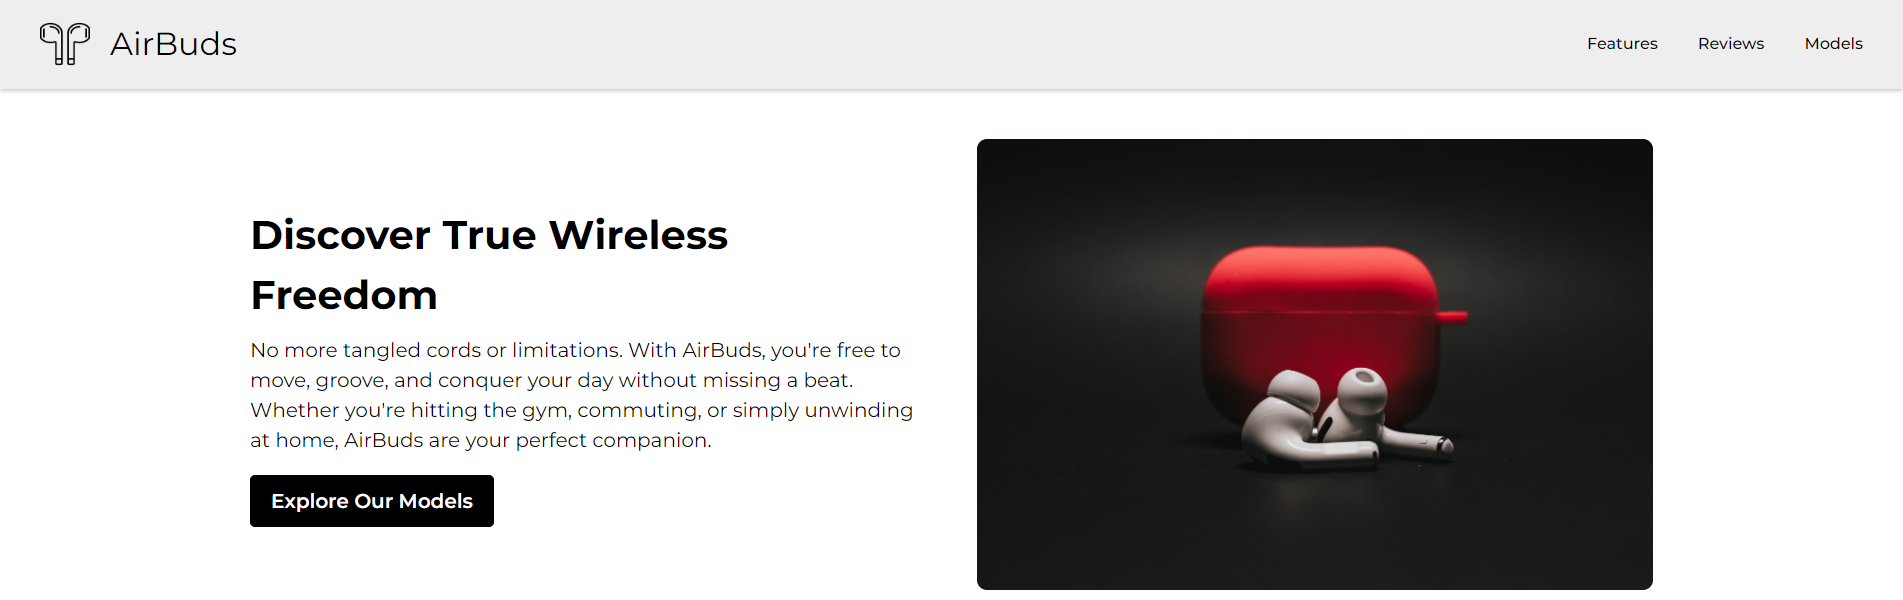 AirBuds
Features Reviews Models
Discover True Wireless
Freedom
No more tangled cords or limitations. With AirBuds, you're free to
move, groove, and conquer your day without missing a beat.
Whether you're hitting the gym, commuting, or simply unwinding
at home, AirBuds are your perfect companion.
Explore Our Models